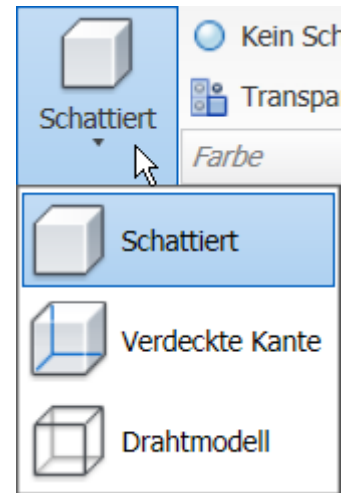 Kein Sch
Transpa
Schattiert
Farbe
Schattiert
Verdeckte Kante
Drahtmodell